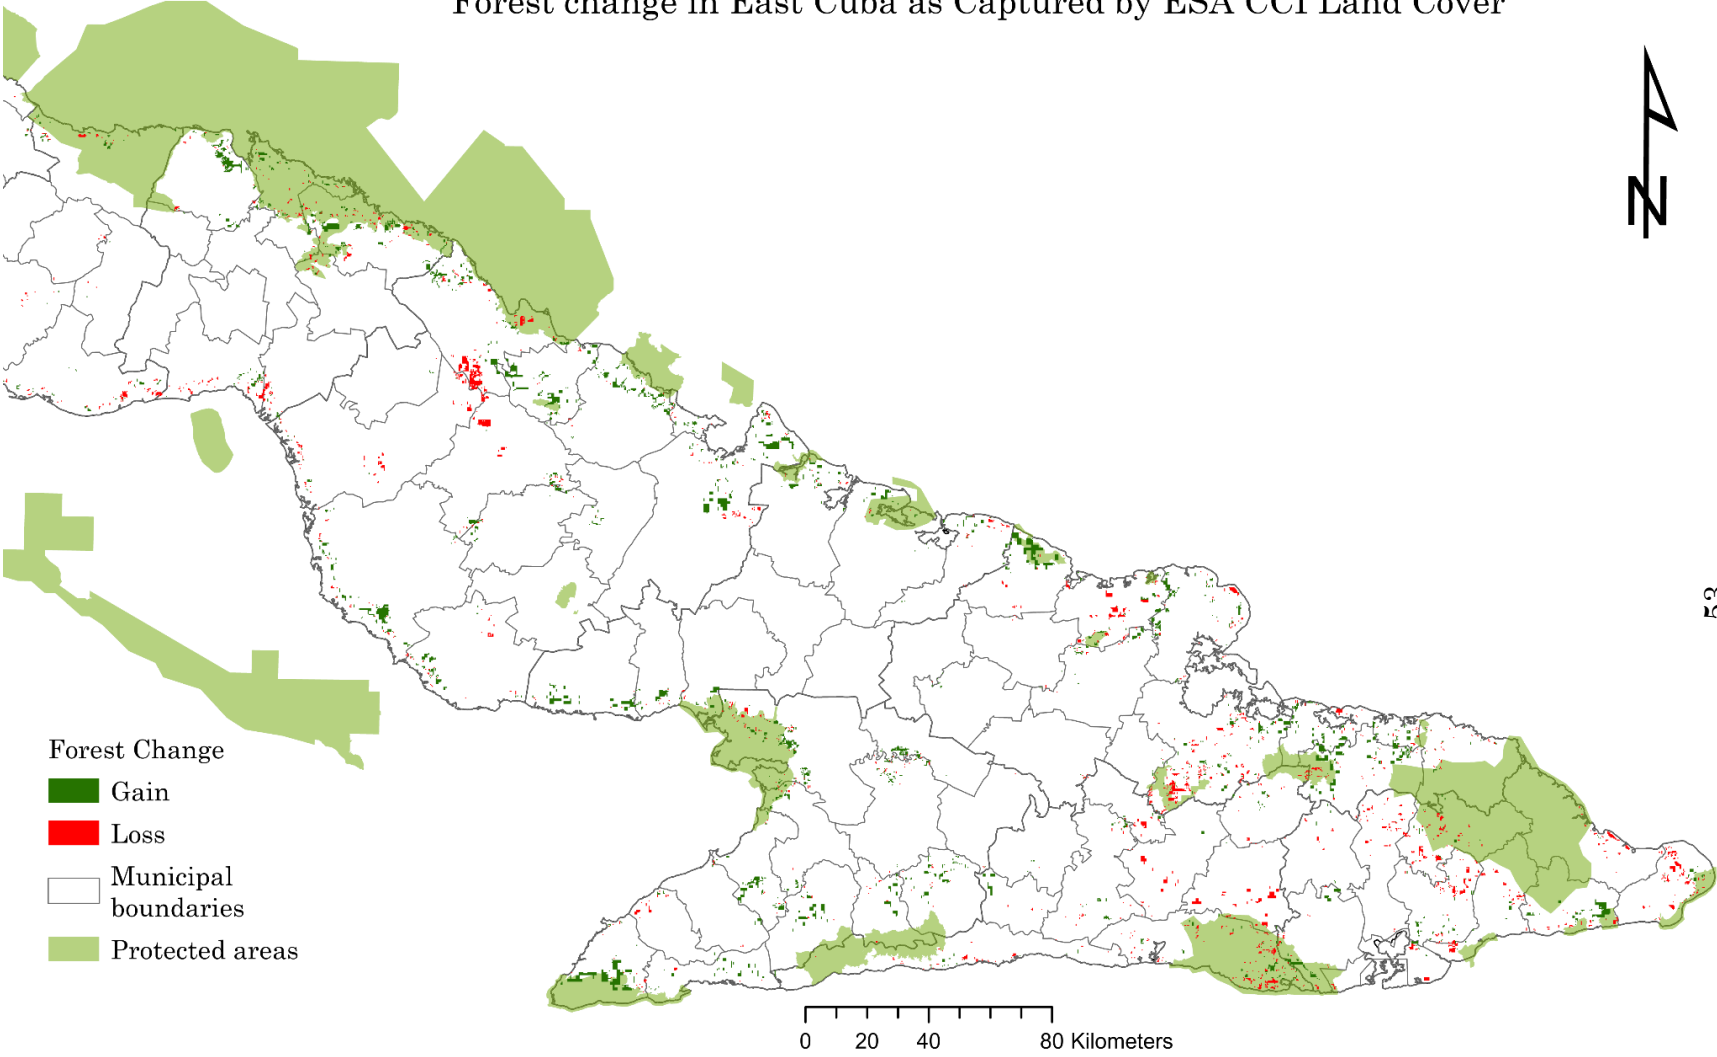 Forest change in East Cuba as Captured by ESA CCI Land Cover
N
53
Forest Change
Gain
Loss
Municipal
boundaries
Protected areas
0 20 40 80 Kilometers